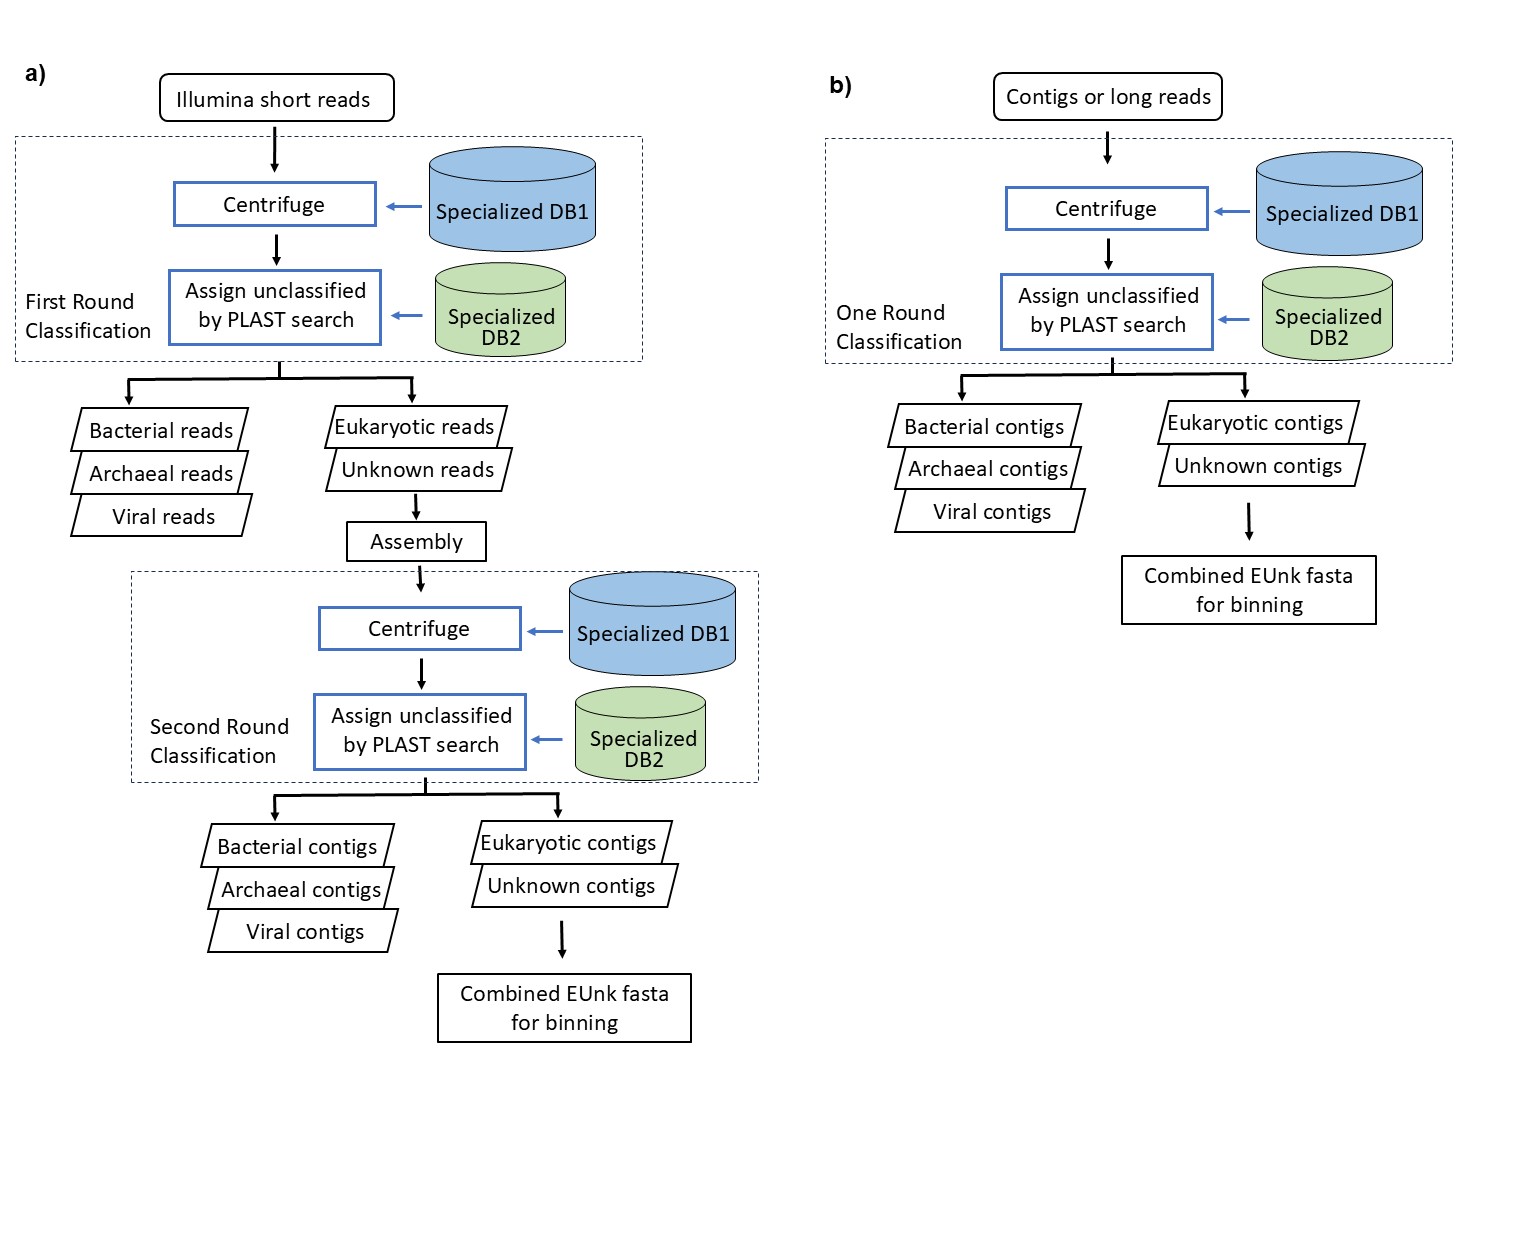 a)
Illumina short reads
Centrifuge
Specialized DB1
Assign unclassified
by PLAST search
Specialized
DB2
First Round
Classification
Bacterial reads
Archaeal reads
Viral reads
Eukaryotic reads
Unknown reads
Assembly
Centrifuge
Specialized DB1
Assign unclassified
by PLAST search
Specialized
DB2
Second Round
Classification
Bacterial contigs
Archaeal contigs
Viral contigs
Eukaryotic contigs
Unknown contigs
Combined EUnk fasta
for binning
b)
Contigs or long reads
Centrifuge
Specialized DB1
Assign unclassified
by PLAST search
Specialized
DB2
One Round
Classification
Bacterial contigs
Archaeal contigs
Viral contigs
Eukaryotic contigs
Unknown contigs
Combined EUnk fasta
for binning